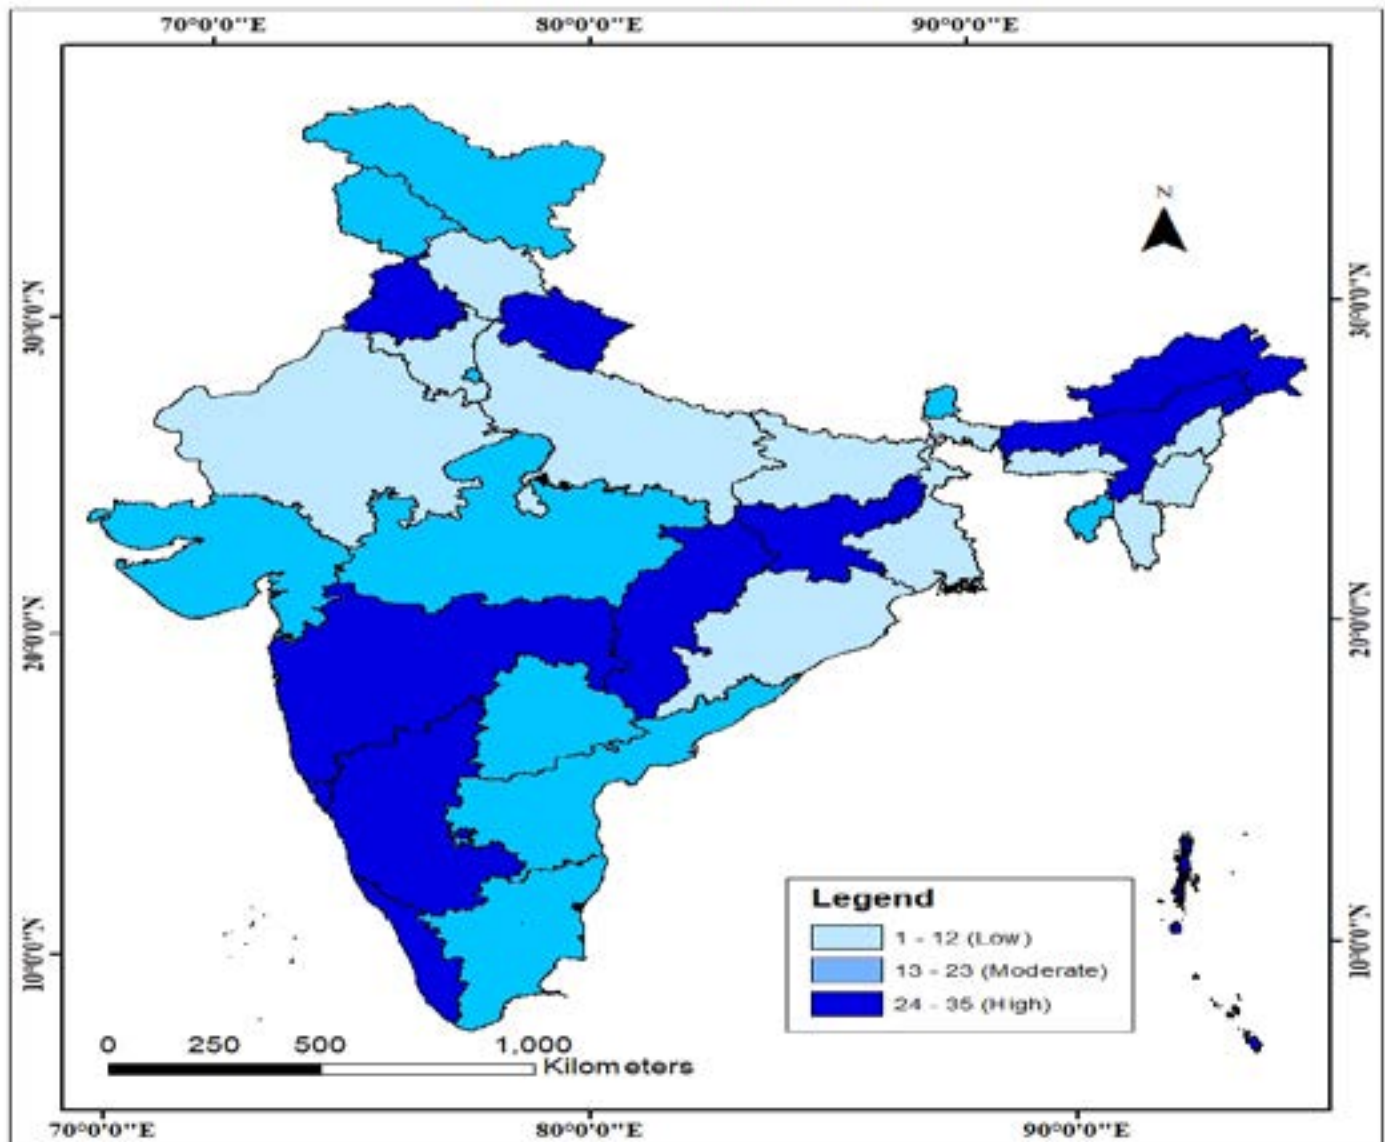 70°0'0"E 80°0'0"E 90°0'0"E
N
30°0'0"N 30°0'0"N
20°0'0"N 20°0'0"N
10°0'0"N 10°0'0"N
Legend
1 - 12 (Low)
13 - 23 (Moderate)
24 - 35 (High)
0 250 500 1,000
Kilometers
70°0'0"E 80°0'0"E 90°0'0"E